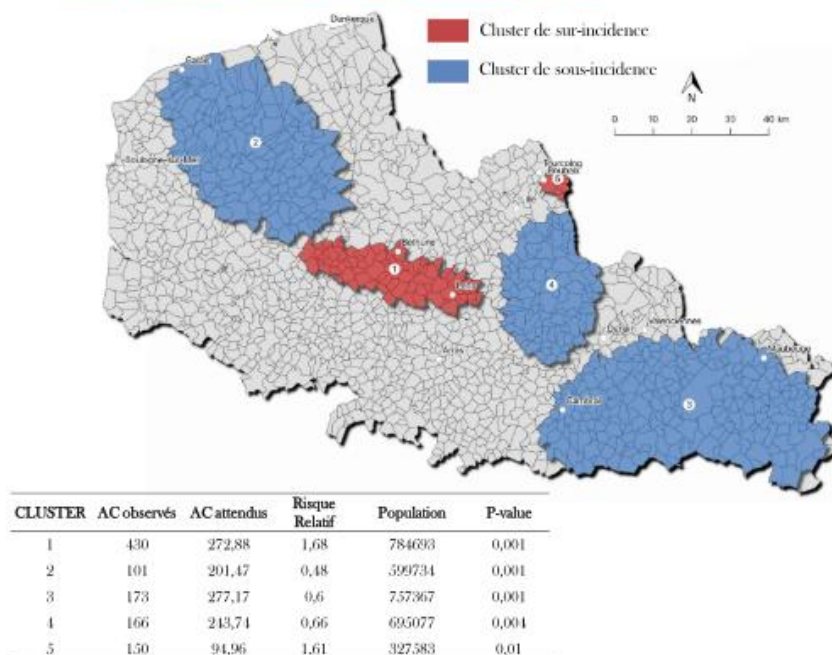 Dunkerque
Cluster de sur-incidence
Cluster de sous-incidence
N
0 10 20 30 40 km
Calais
2
Boulogne-sur-Mer
Tourcoing
Roubaix
5
Béthune
1
Lens
4
Douai
Valenciennes
Maubeuge
Arras
Cambrai
3
CLUSTER AC observés AC attendus Risque Relatif Population P-value
1 430 272,88 1,68 784693 0,001
2 101 201,47 0,48 599734 0,001
3 173 277,17 0,6 757367 0,001
4 166 243,74 0,66 695077 0,004
5 150 94,96 1,61 327583 0,01